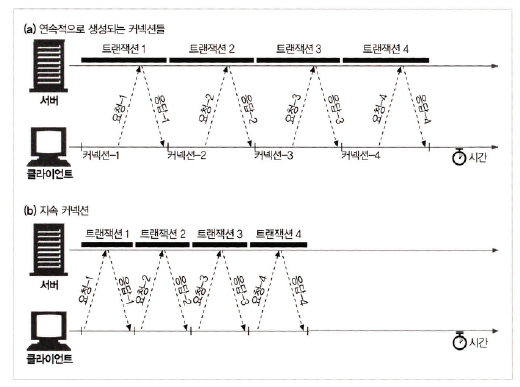 (a) 연속적으로 생성되는 커넥션들
트랜잭션 1 트랜잭션 2 트랜잭션 3 트랜잭션 4
서버
요청-1 응답-1 요청-2 응답-2 요청-3 응답-3 요청-4 응답-4
커넥션-1 커넥션-2 커넥션-3 커넥션-4 시간
클라이언트
(b) 지속 커넥션
트랜잭션 1 트랜잭션 2 트랜잭션 3 트랜잭션 4
서버
요청-1 응답-1 요청-2 응답-2 요청-3 응답-3 요청-4 응답-4
시간
클라이언트